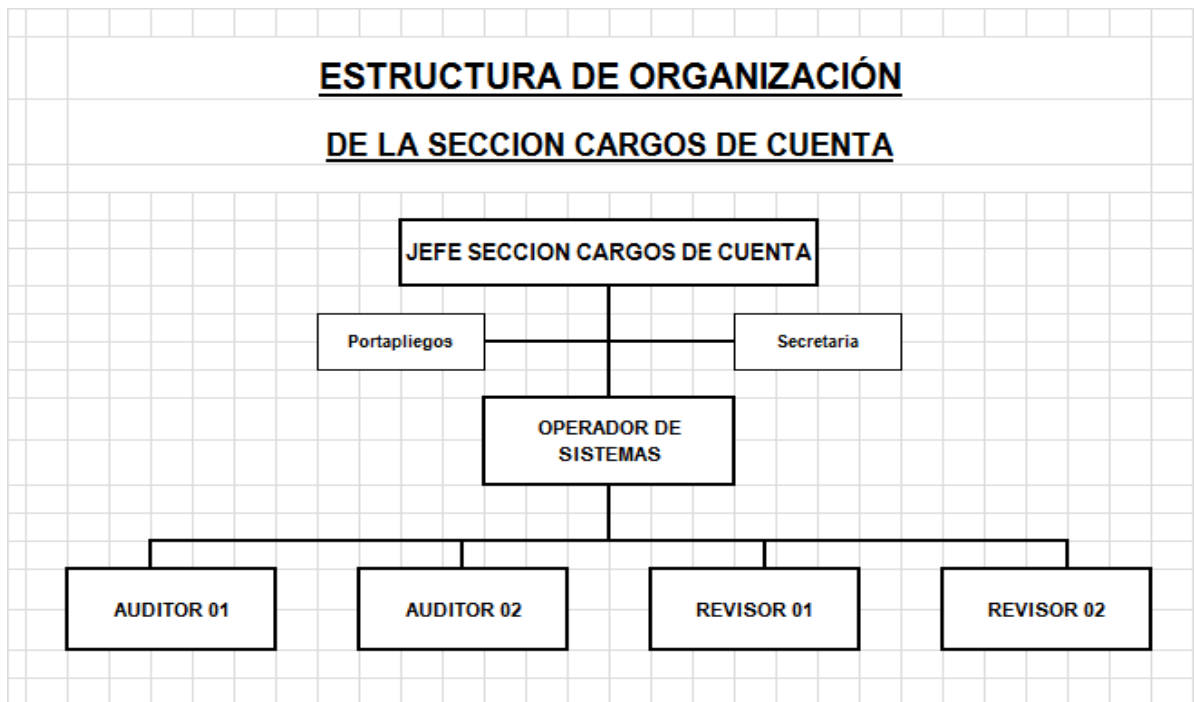 ESTRUCTURA DE ORGANIZACIÓN
DE LA SECCION CARGOS DE CUENTA
JEFE SECCION CARGOS DE CUENTA
Portapliegos
Secretaria
OPERADOR DE
SISTEMAS
AUDITOR 01
AUDITOR 02
REVISOR 01
REVISOR 02